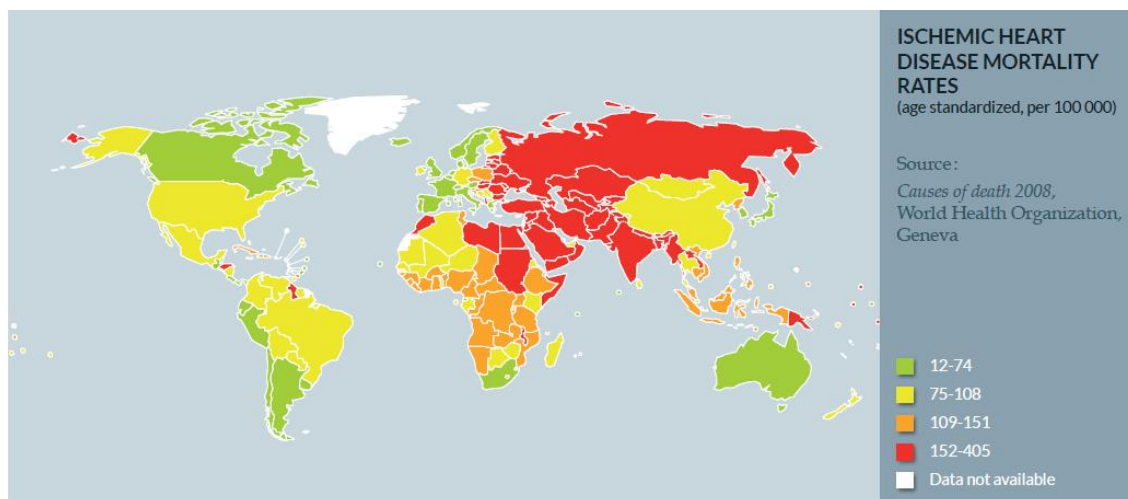 ISCHEMIC HEART
DISEASE MORTALITY
RATES
(age standardized, per 100 000)
Source:
Causes of death 2008,
World Health Organization,
Geneva
12-74
75-108
109-151
152-405
Data not available